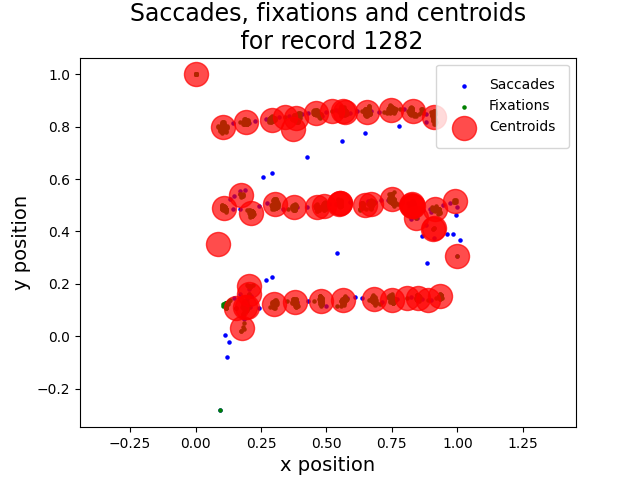 Saccades, fixations and centroids
for record 1282
Saccades
Fixations
Centroids
y position
1.0
0.8
0.6
0.4
0.2
0.0
−0.2
−0.25
0.00
0.25
0.50
0.75
1.00
1.25
x position